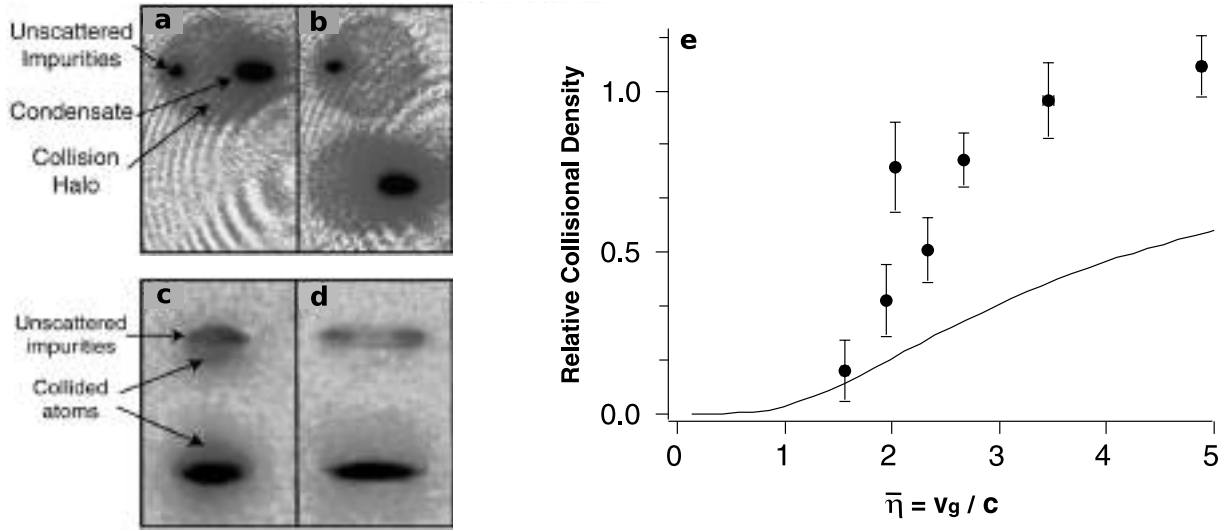 a
b
Unscattered
Impurities
Condensate
Collision
Halo
c
d
Unscattered
impurities
Collided
atoms
e
Relative Collisional Density
1.0
0.5
0.0
0 1 2 3 4 5
η̄ = vg / c